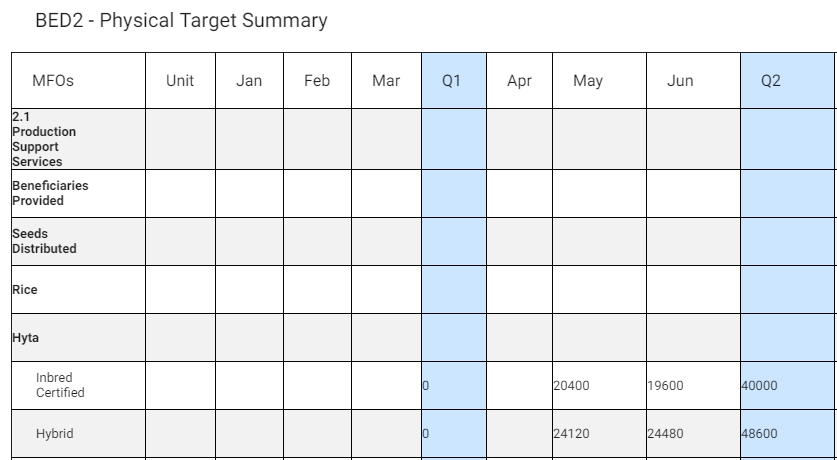 BED2 - Physical Target Summary
MFOs Unit Jan Feb Mar Q1 Apr May Jun Q2
2.1
Production
Support
Services
Beneficiaries
Provided
Seeds
Distributed
Rice
Hyta
Inbred
Certified
0 20400 19600 40000
Hybrid 0 24120 24480 48600